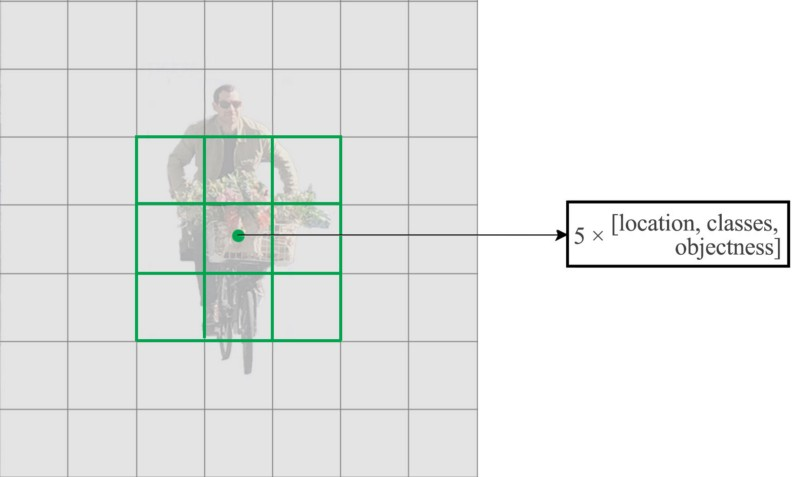 5 × [location, classes,
objectness]